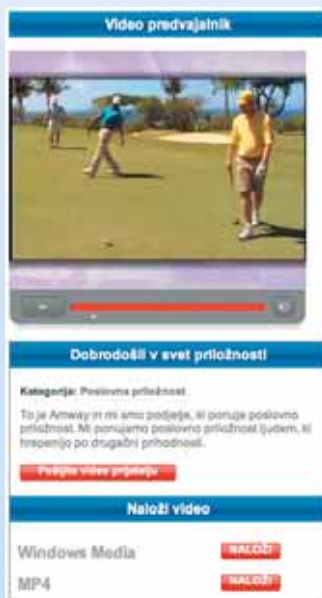 Video predvajalnik
Dobrodošli v svet priložnosti
Kategorija: Poslovna priložnost
To je Amway in mi smo podjetje, ki ponuja poslovno
priložnost. Mi ponujamo poslovno priložnost ljudem, ki
hrepenijo po drugačni prihodnosti.
Pošljite video prijatelju
Naloži video
Windows Media NALOŽI
MP4 NALOŽI